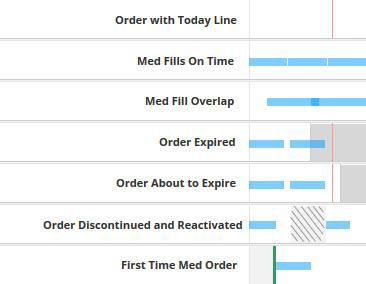 Order with Today Line
Med Fills On Time
Med Fill Overlap
Order Expired
Order About to Expire
Order Discontinued and Reactivated
First Time Med Order